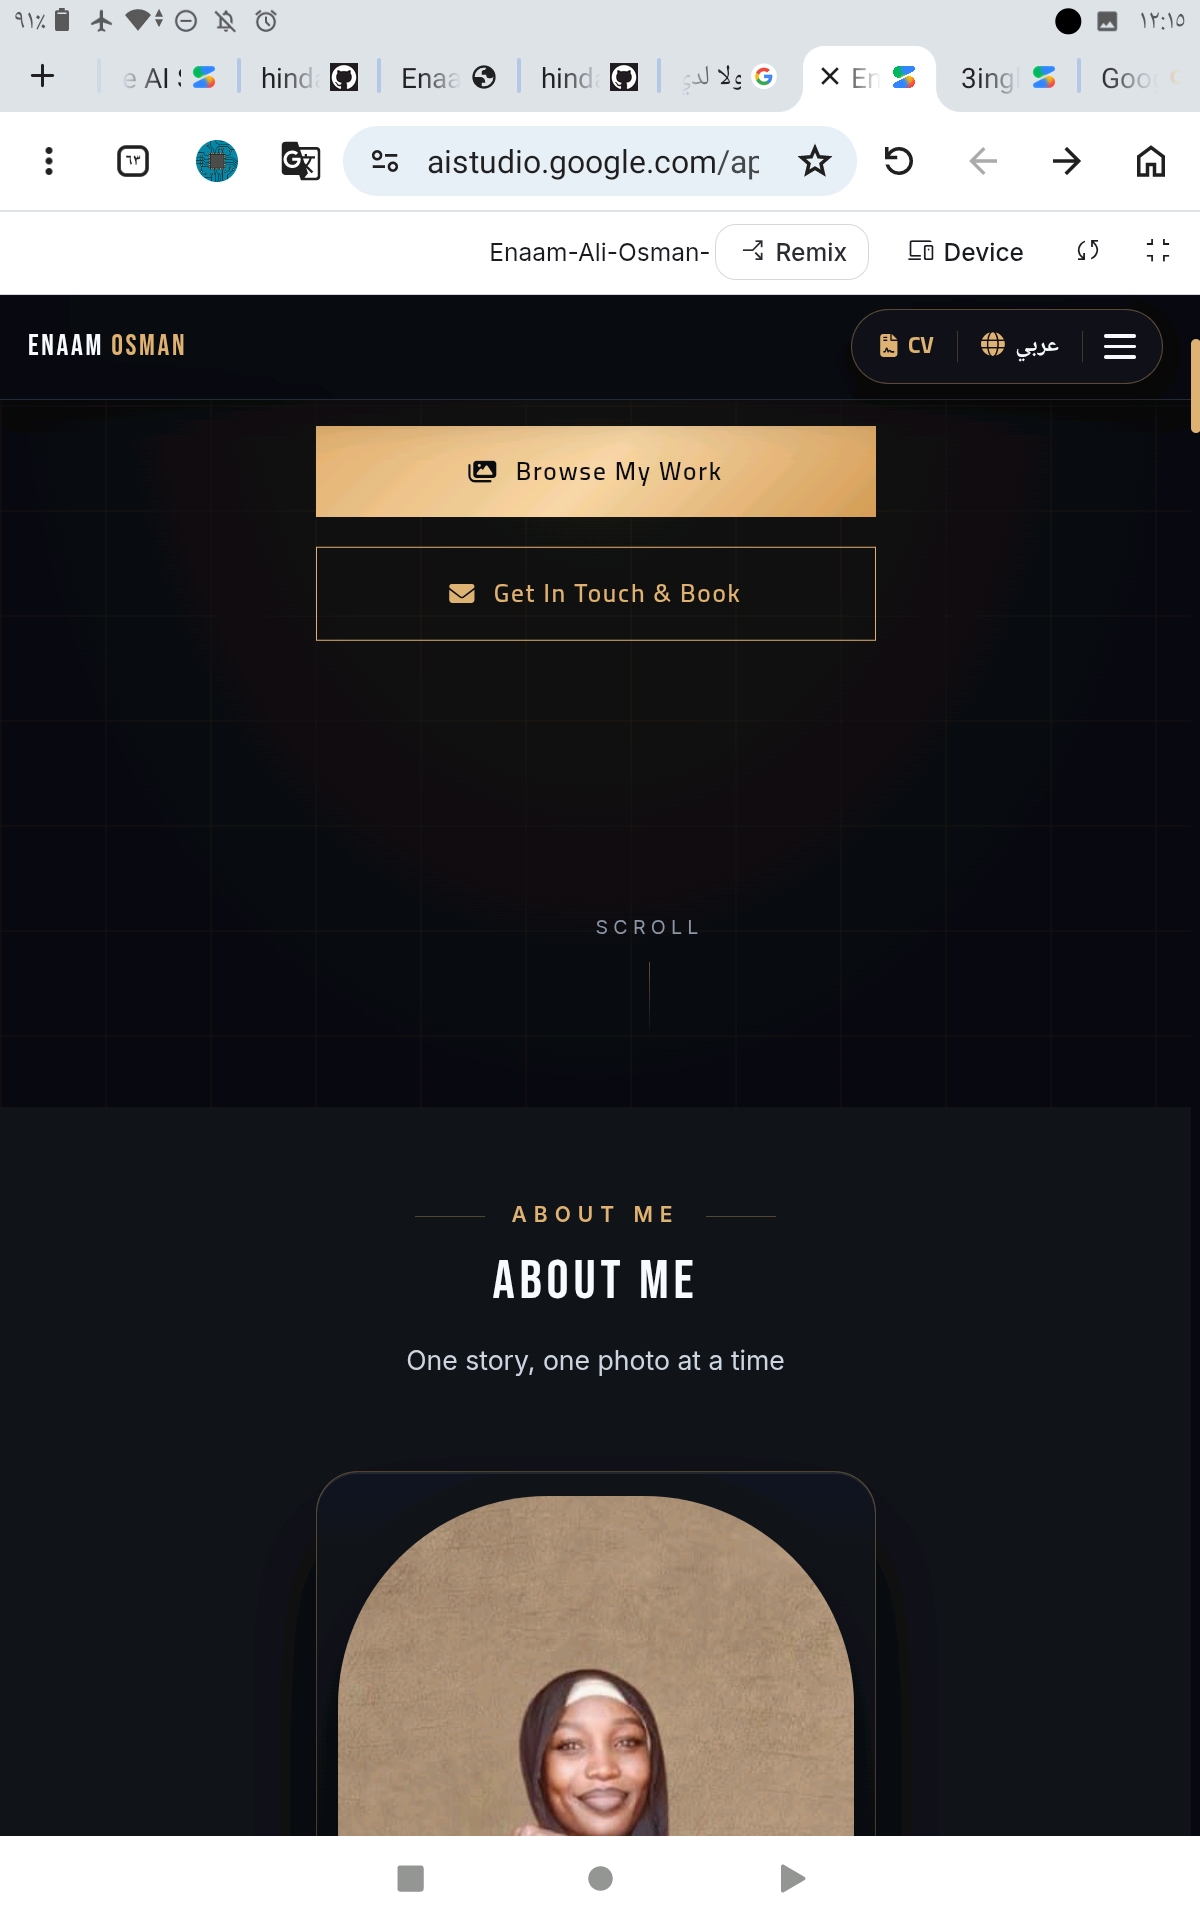 ٩١٪ ١٢:١٥
e AI hind Enaa hind ولا لدي En 3ing Goo
٦٣ aistudio.google.com/ap
Enaam-Ali-Osman- Remix Device
ENAAM OSMAN CV عربي
Browse My Work
Get In Touch & Book
SCROLL
ABOUT ME
ABOUT ME
One story, one photo at a time